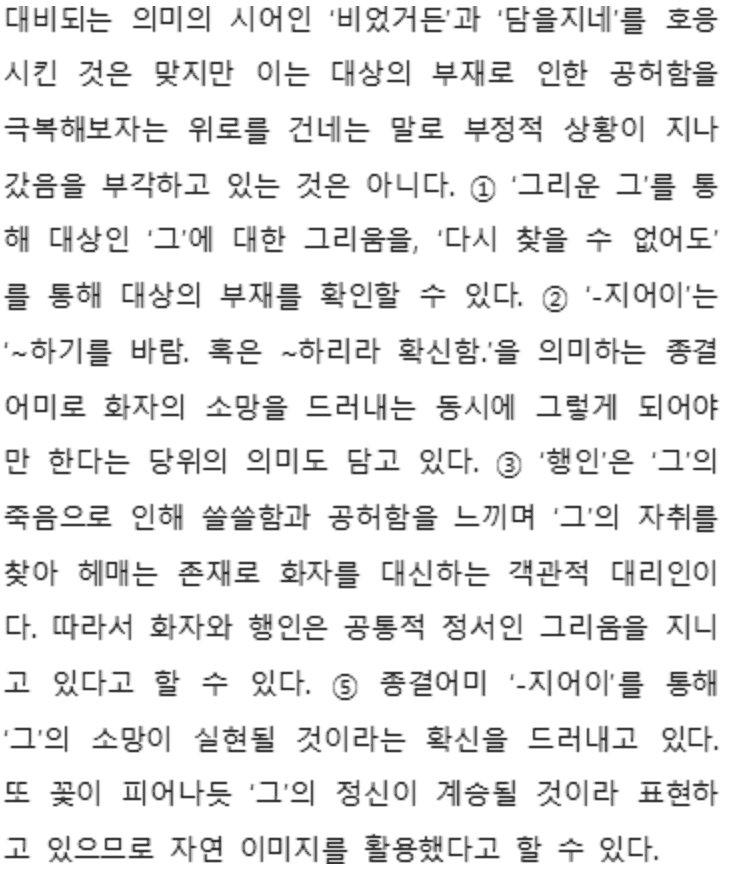 대비되는 의미의 시어인 '비었거든'과 '담을지네'를 호응
시킨 것은 맞지만 이는 대상의 부재로 인한 공허함을
극복해보자는 위로를 건네는 말로 부정적 상황이 지나
갔음을 부각하고 있는 것은 아니다. ① '그리운 그'를 통
해 대상인 '그'에 대한 그리움을, '다시 찾을 수 없어도'
를 통해 대상의 부재를 확인할 수 있다. ② '-지어이'는
'~하기를 바람. 혹은 ~하리라 확신함.'을 의미하는 종결
어미로 화자의 소망을 드러내는 동시에 그렇게 되어야
만 한다는 당위의 의미도 담고 있다. ③ '행인'은 '그'의
죽음으로 인해 쓸쓸함과 공허함을 느끼며 '그'의 자취를
찾아 헤매는 존재로 화자를 대신하는 객관적 대리인이
다. 따라서 화자와 행인은 공통적 정서인 그리움을 지니
고 있다고 할 수 있다. ⑤ 종결어미 '-지어이'를 통해
'그'의 소망이 실현될 것이라는 확신을 드러내고 있다.
또 꽃이 피어나듯 '그'의 정신이 계승될 것이라 표현하
고 있으므로 자연 이미지를 활용했다고 할 수 있다.